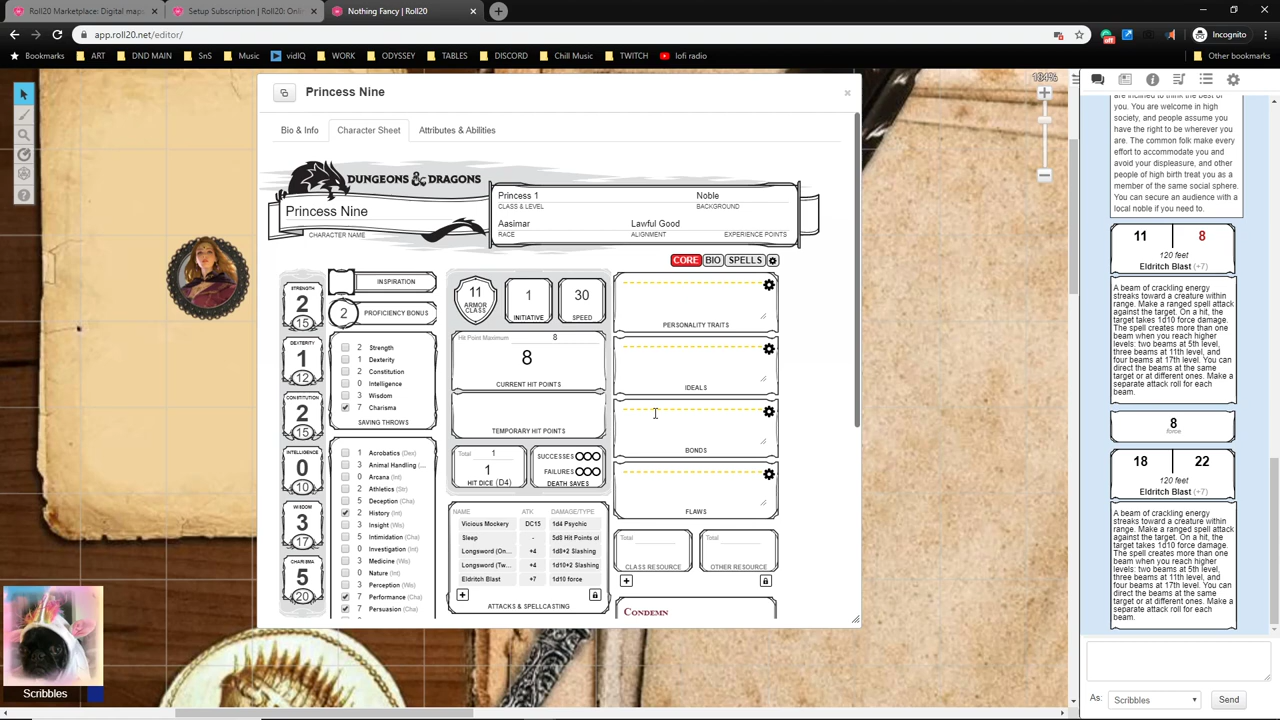 Roll20 Marketplace: Digital map
Setup Subscription | Roll20: Onl
Nothing Fancy | Roll20
app.roll20.net/editor/
off
Incognito
Bookmarks
ART
DND MAIN
SnS
Music
vidIQ
WORK
ODYSSEY
TABLES
DISCORD
Chill Music
TWITCH
lofi radio
Other bookmarks
184%
Princess Nine
Bio & Info
Character Sheet
Attributes & Abilities
DUNGEONS & DRAGONS
Princess Nine
CHARACTER NAME
Princess 1
CLASS & LEVEL
Noble
BACKGROUND
Aasimar
RACE
Lawful Good
ALIGNMENT
EXPERIENCE POINTS
CORE
BIO
SPELLS
STRENGTH
2
15
DEXTERITY
1
12
CONSTITUTION
2
15
INTELLIGENCE
0
10
WISDOM
3
17
CHARISMA
5
20
INSPIRATION
2
PROFICIENCY BONUS
2 Strength
1 Dexterity
2 Constitution
0 Intelligence
3 Wisdom
7 Charisma
SAVING THROWS
1 Acrobatics (Dex)
3 Animal Handling (...
0 Arcana (Int)
2 Athletics (Str)
5 Deception (Cha)
2 History (Int)
3 Insight (Wis)
5 Intimidation (Cha)
0 Investigation (Int)
3 Medicine (Wis)
0 Nature (Int)
3 Perception (Wis)
7 Performance (Cha)
7 Persuasion (Cha)
11
ARMOR
CLASS
1
INITIATIVE
30
SPEED
Hit Point Maximum 8
8
CURRENT HIT POINTS
TEMPORARY HIT POINTS
Total 1
1
HIT DICE (D4)
SUCCESSES
FAILURES
DEATH SAVES
NAME ATK DAMAGE/TYPE
Vicious Mockery DC15 1d4 Psychic
Sleep - 5d8 Hit Points of
Longsword (On... +4 1d8+2 Slashing
Longsword (Tw... +4 1d10+2 Slashing
Eldritch Blast +7 1d10 force
ATTACKS & SPELLCASTING
PERSONALITY TRAITS
IDEALS
BONDS
FLAWS
Total
CLASS RESOURCE
Total
OTHER RESOURCE
CONDEMN
Scribbles
are inclined to think the best of
you. You are welcome in high
society, and people assume you
have the right to be wherever you
are. The common folk make every
effort to accommodate you and
avoid your displeasure, and other
people of high birth treat you as a
member of the same social sphere.
You can secure an audience with a
local noble if you need to.
11 8
120 feet
Eldritch Blast (+7)
A beam of crackling energy
streaks toward a creature within
range. Make a ranged spell attack
against the target. On a hit, the
target takes 1d10 force damage.
The spell creates more than one
beam when you reach higher
levels: two beams at 5th level,
three beams at 11th level, and
four beams at 17th level. You can
direct the beams at the same
target or at different ones. Make a
separate attack roll for each
beam.
8
force
18 22
120 feet
Eldritch Blast (+7)
A beam of crackling energy
streaks toward a creature within
range. Make a ranged spell attack
against the target. On a hit, the
target takes 1d10 force damage.
The spell creates more than one
beam when you reach higher
levels: two beams at 5th level,
three beams at 11th level, and
four beams at 17th level. You can
direct the beams at the same
target or at different ones. Make a
separate attack roll for each
beam.
As:
Scribbles
Send